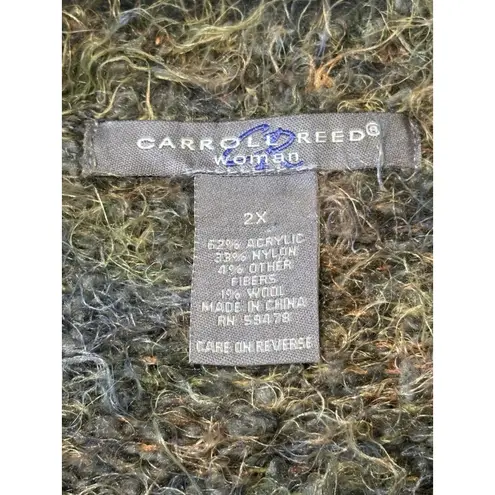 CARROLL REED®
CR
woman
2X
62% ACRYLIC
33% NYLON
4% OTHER
FIBERS
1% WOOL
MADE IN CHINA
RN 59478
CARE ON REVERSE